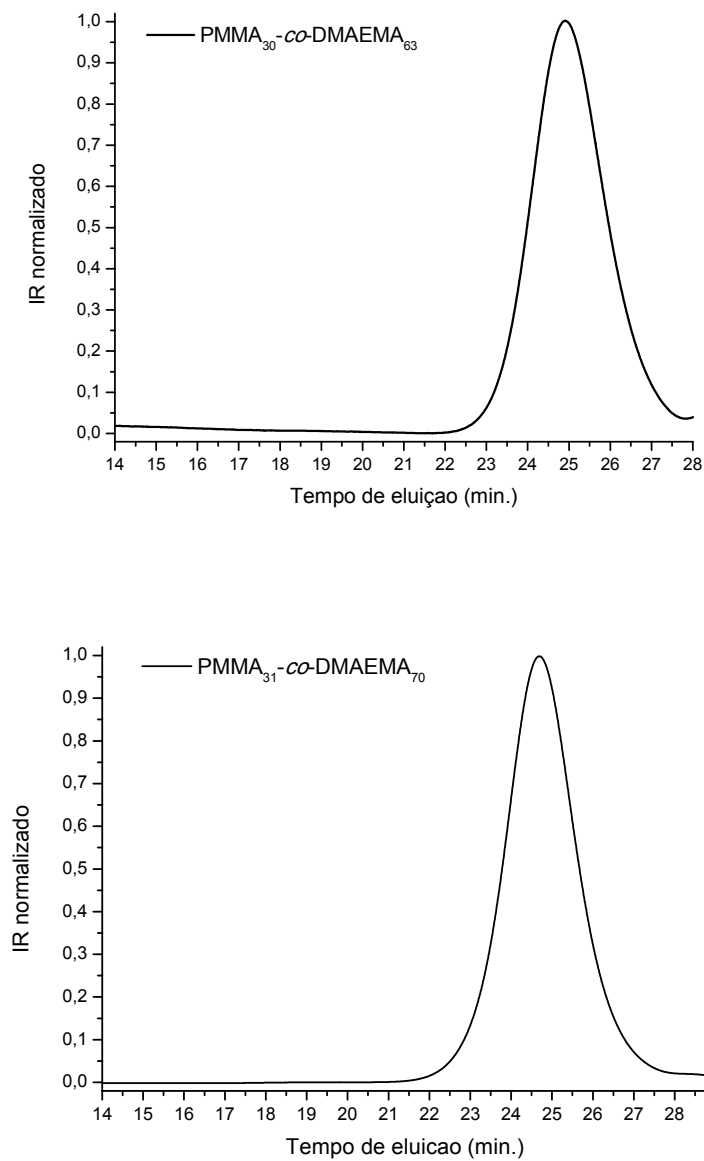 PMMA30-co-DMAEMA63
1,0
0,9
0,8
0,7
0,6
0,5
0,4
0,3
0,2
0,1
0,0
IR normalizado
14 15 16 17 18 19 20 21 22 23 24 25 26 27 28
Tempo de eluiçao (min.)
PMMA31-co-DMAEMA70
1,0
0,9
0,8
0,7
0,6
0,5
0,4
0,3
0,2
0,1
0,0
IR normalizado
14 15 16 17 18 19 20 21 22 23 24 25 26 27 28
Tempo de eluicao (min.)